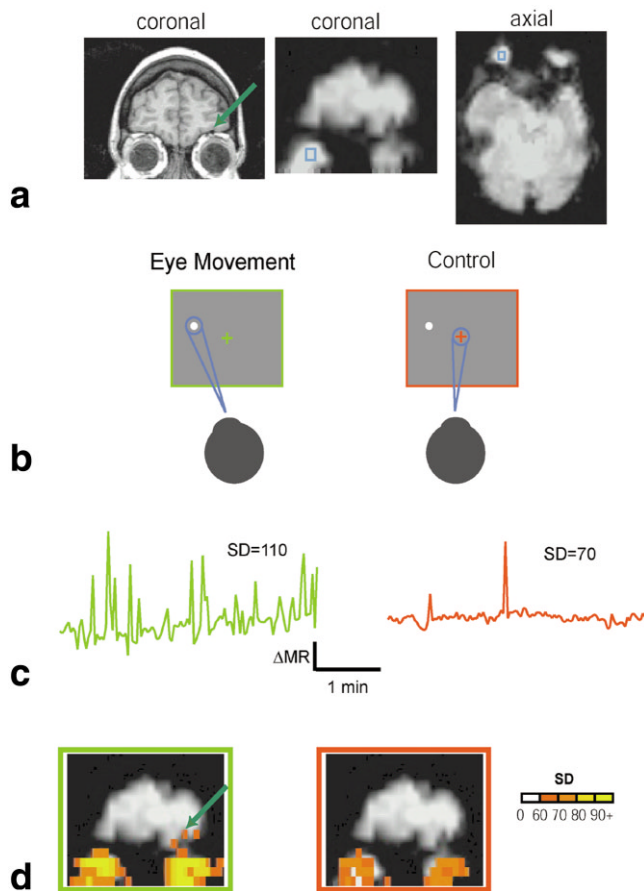 coronal
coronal
axial
a
Eye Movement
Control
b
SD=110
SD=70
ΔMR
1 min
c
SD
0 60 70 80 90+
d